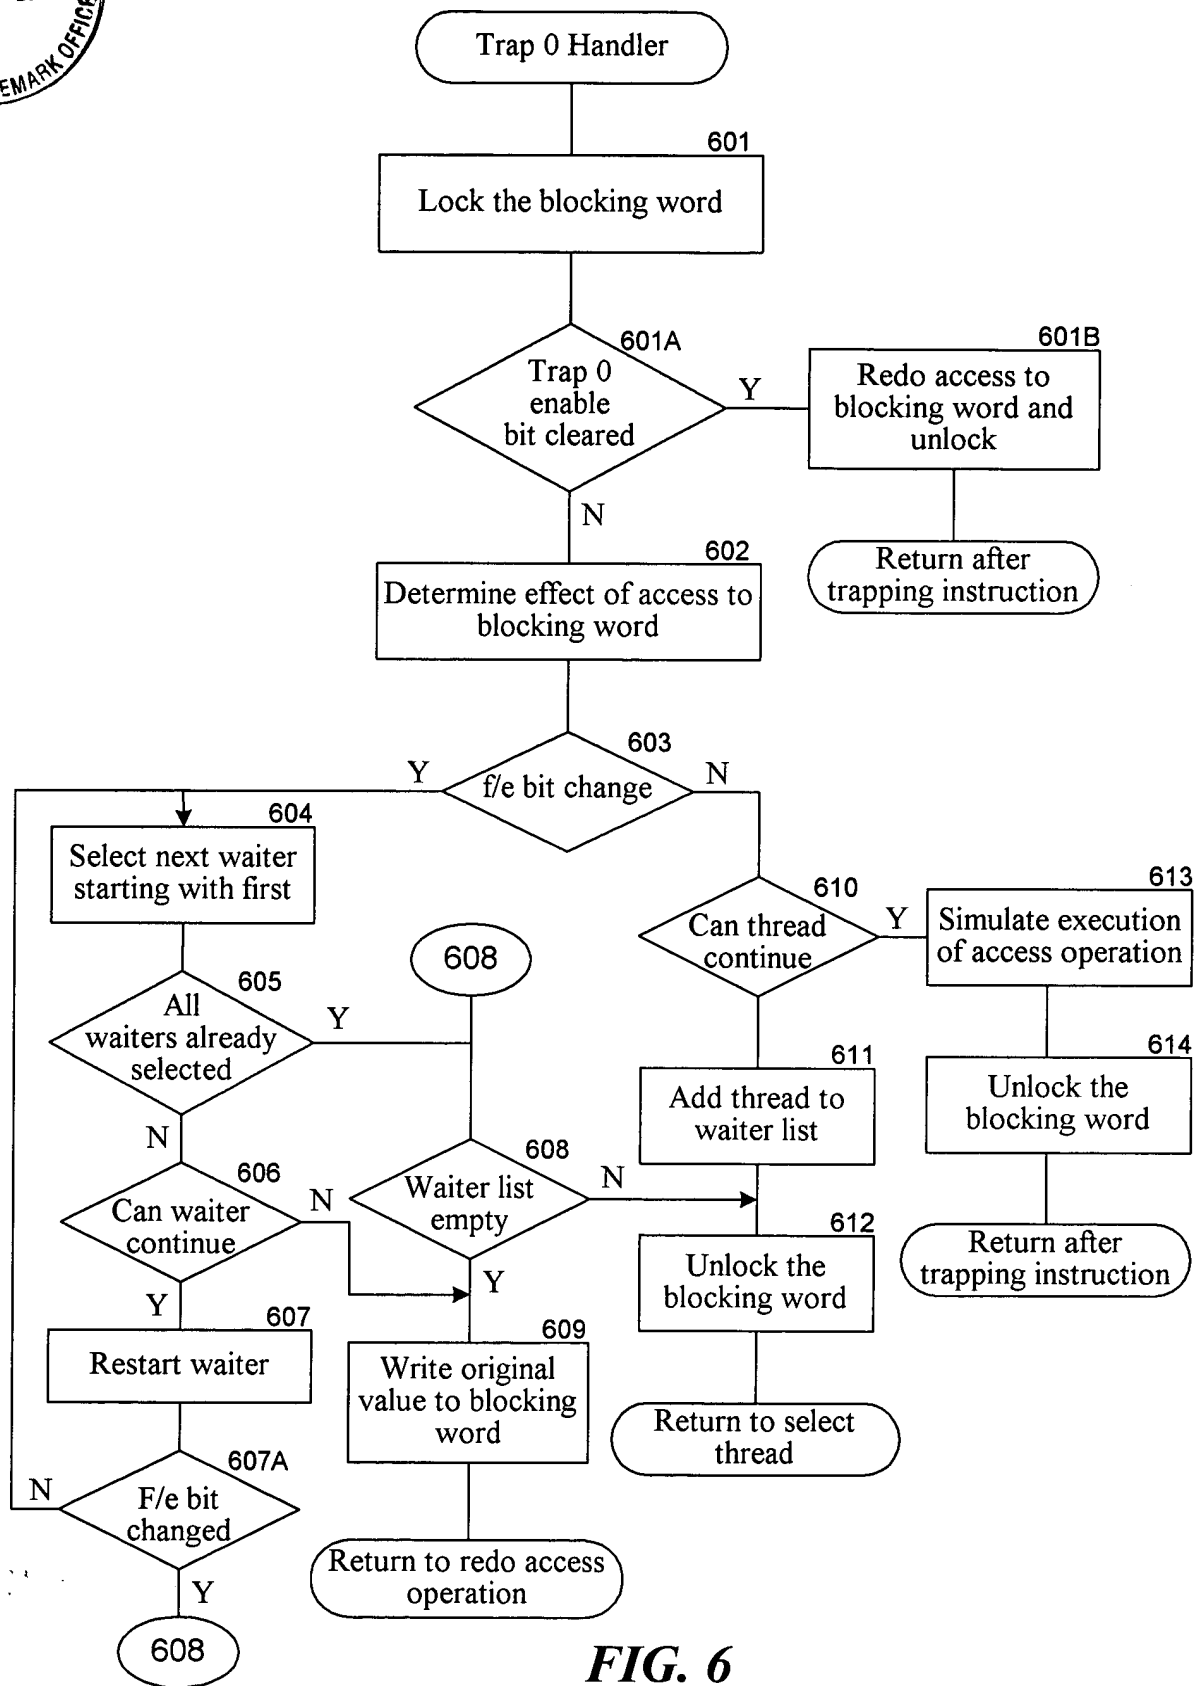 EMARK OFFICE
Trap 0 Handler
601
Lock the blocking word
601A
Trap 0
enable
bit cleared
Y
N
601B
Redo access to
blocking word and
unlock
Return after
trapping instruction
602
Determine effect of access to
blocking word
603
f/e bit change
Y
N
604
Select next waiter
starting with first
605
All
waiters already
selected
Y
N
606
Can waiter
continue
N
Y
607
Restart waiter
607A
F/e bit
changed
N
Y
608
608
608
Waiter list
empty
N
Y
609
Write original
value to blocking
word
Return to redo access
operation
610
Can thread
continue
Y
611
Add thread to
waiter list
612
Unlock the
blocking word
Return to select
thread
613
Simulate execution
of access operation
614
Unlock the
blocking word
Return after
trapping instruction
FIG. 6